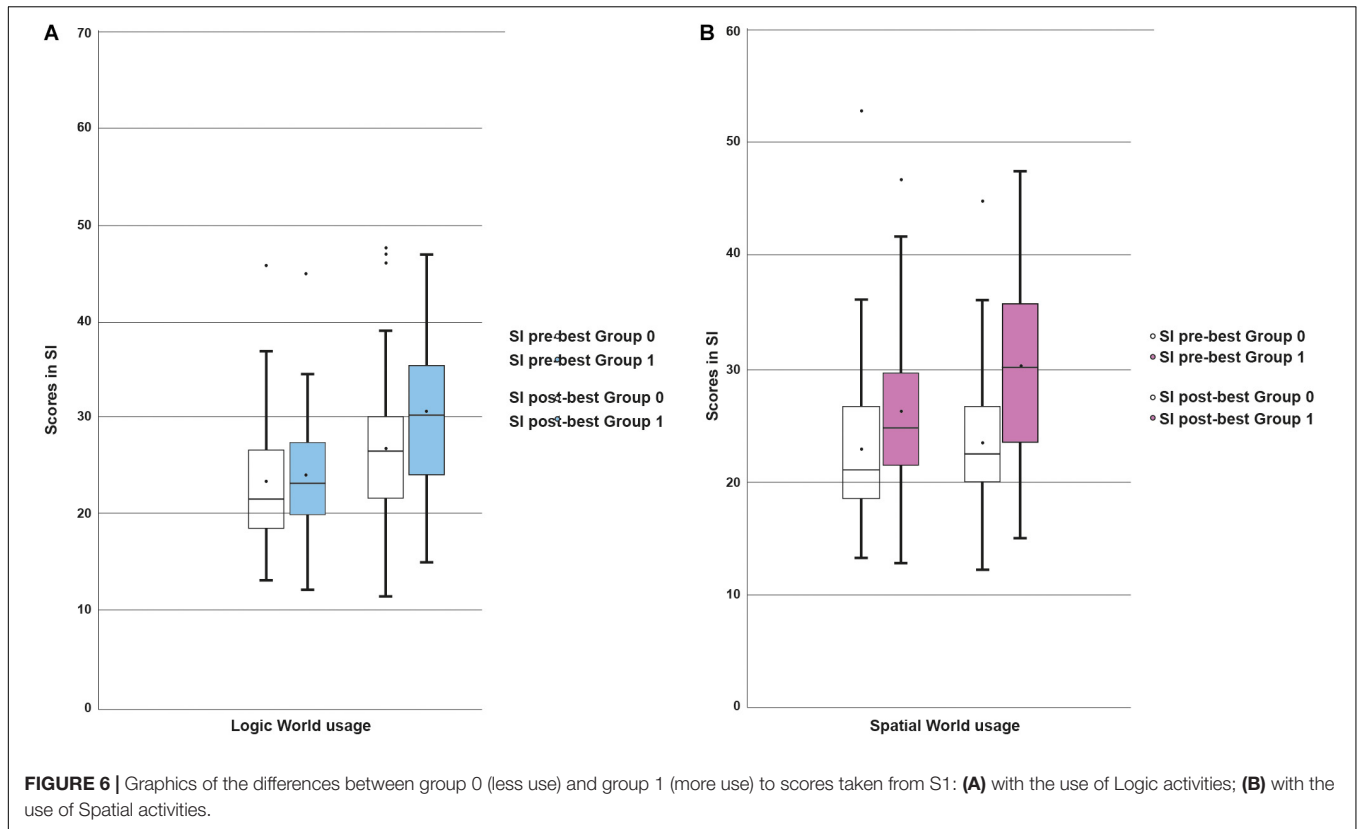 A
70
60
50
40
30
20
10
0
Scores in SI
Logic World usage
SI pre-best Group 0
SI pre-best Group 1
SI post-best Group 0
SI post-best Group 1
B
60
50
40
30
20
10
0
Scores in SI
Spatial World usage
SI pre-best Group 0
SI pre-best Group 1
SI post-best Group 0
SI post-best Group 1
FIGURE 6 | Graphics of the differences between group 0 (less use) and group 1 (more use) to scores taken from S1: (A) with the use of Logic activities; (B) with the
use of Spatial activities.